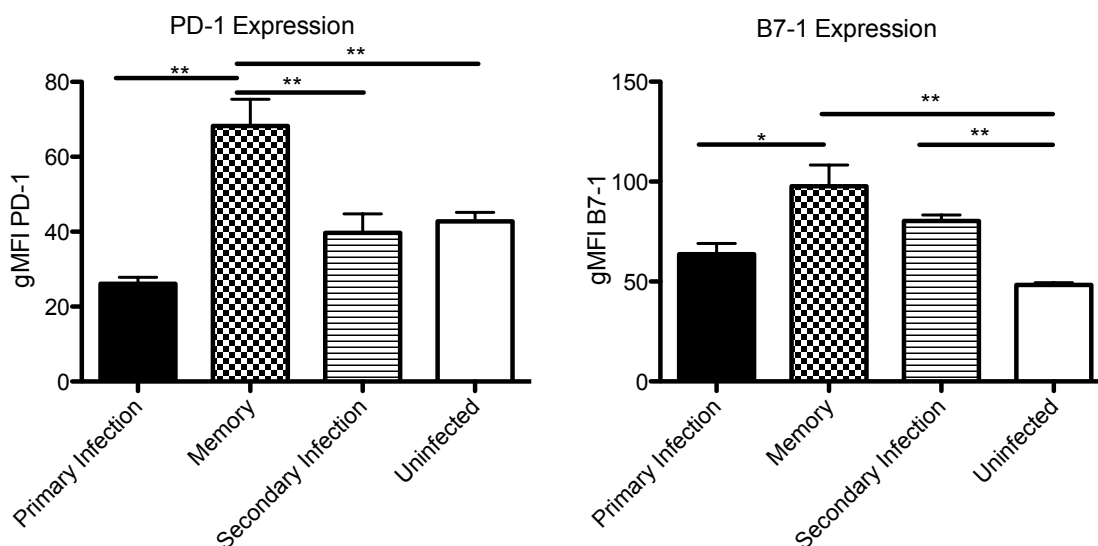 PD-1 Expression
**
**
**
80
60
40
20
0
gMFI PD-1
Primary Infection
Memory
Secondary Infection
Uninfected
B7-1 Expression
150
**
*
**
100
50
0
gMFI B7-1
Primary Infection
Memory
Secondary Infection
Uninfected